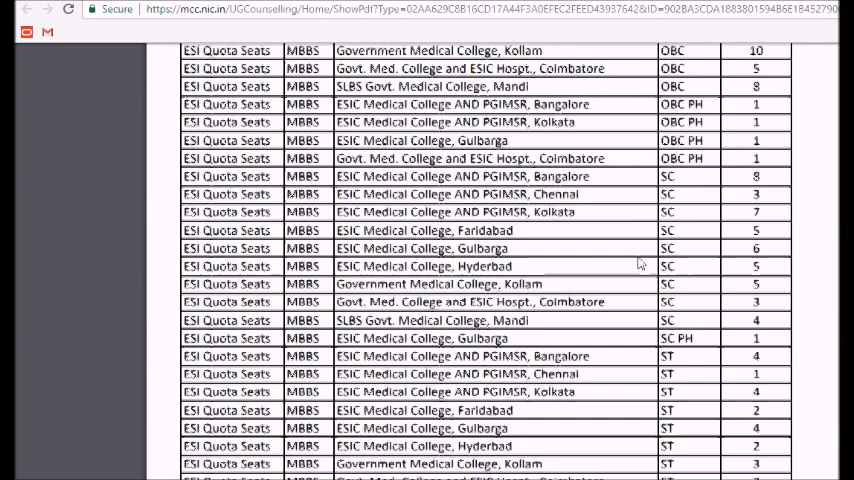 Secure https://mcc.nic.in/UGCounselling/Home/ShowPdf?Type=02AA629C8B16CD17A44F3A0EFEC2FEED43937642&ID=902BA3CDA1883801594B6E1B4527905
ESI Quota Seats MBBS Government Medical College, Kollam OBC 10
ESI Quota Seats MBBS Govt. Med. College and ESIC Hospt., Coimbatore OBC 5
ESI Quota Seats MBBS SLBS Govt. Medical College, Mandi OBC 8
ESI Quota Seats MBBS ESIC Medical College AND PGIMSR, Bangalore OBC PH 1
ESI Quota Seats MBBS ESIC Medical College AND PGIMSR, Kolkata OBC PH 1
ESI Quota Seats MBBS ESIC Medical College, Gulbarga OBC PH 1
ESI Quota Seats MBBS Govt. Med. College and ESIC Hospt., Coimbatore OBC PH 1
ESI Quota Seats MBBS ESIC Medical College AND PGIMSR, Bangalore SC 8
ESI Quota Seats MBBS ESIC Medical College AND PGIMSR, Chennai SC 3
ESI Quota Seats MBBS ESIC Medical College AND PGIMSR, Kolkata SC 7
ESI Quota Seats MBBS ESIC Medical College, Faridabad SC 5
ESI Quota Seats MBBS ESIC Medical College, Gulbarga SC 6
ESI Quota Seats MBBS ESIC Medical College, Hyderbad SC 5
ESI Quota Seats MBBS Government Medical College, Kollam SC 5
ESI Quota Seats MBBS Govt. Med. College and ESIC Hospt., Coimbatore SC 3
ESI Quota Seats MBBS SLBS Govt. Medical College, Mandi SC 4
ESI Quota Seats MBBS ESIC Medical College, Gulbarga SC PH 1
ESI Quota Seats MBBS ESIC Medical College AND PGIMSR, Bangalore ST 4
ESI Quota Seats MBBS ESIC Medical College AND PGIMSR, Chennai ST 1
ESI Quota Seats MBBS ESIC Medical College AND PGIMSR, Kolkata ST 4
ESI Quota Seats MBBS ESIC Medical College, Faridabad ST 2
ESI Quota Seats MBBS ESIC Medical College, Gulbarga ST 4
ESI Quota Seats MBBS ESIC Medical College, Hyderbad ST 2
ESI Quota Seats MBBS Government Medical College, Kollam ST 3